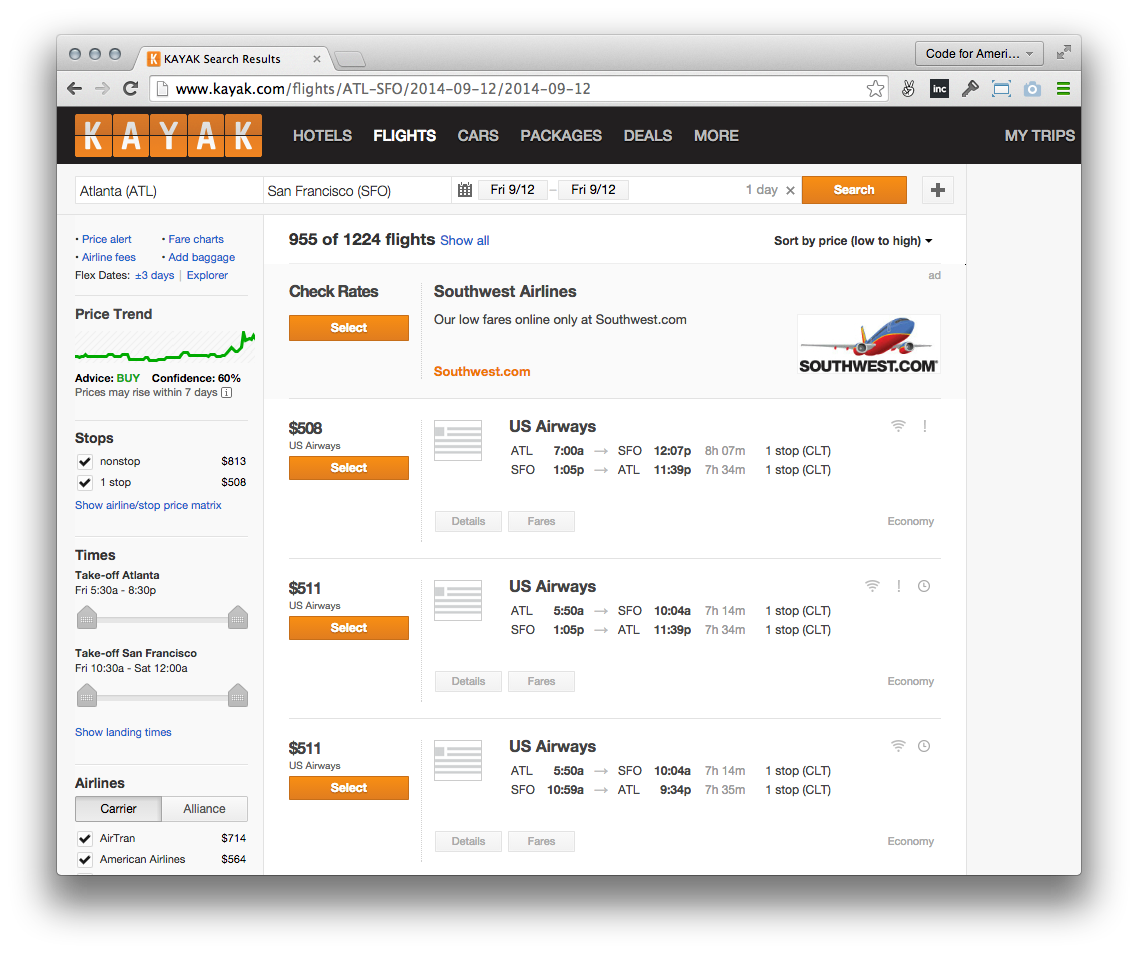 KAYAK Search Results
Code for Ameri...
www.kayak.com/flights/ATL-SFO/2014-09-12/2014-09-12
inc
KAYAK
HOTELS FLIGHTS CARS PACKAGES DEALS MORE MY TRIPS
Atlanta (ATL) San Francisco (SFO) Fri 9/12 – Fri 9/12 1 day × Search
• Price alert • Fare charts
• Airline fees • Add baggage
Flex Dates: ±3 days | Explorer
Price Trend
Advice: BUY Confidence: 60%
Prices may rise within 7 days i
Stops
nonstop $813
1 stop $508
Show airline/stop price matrix
Times
Take-off Atlanta
Fri 5:30a - 8:30p
Take-off San Francisco
Fri 10:30a - Sat 12:00a
Show landing times
Airlines
Carrier Alliance
AirTran $714
American Airlines $564
955 of 1224 flights Show all
Sort by price (low to high)
ad
Check Rates
Select
Southwest Airlines
Our low fares online only at Southwest.com
Southwest.com
SOUTHWEST.COM®
$508
US Airways
Select
US Airways
ATL 7:00a → SFO 12:07p 8h 07m 1 stop (CLT)
SFO 1:05p → ATL 11:39p 7h 34m 1 stop (CLT)
Details Fares Economy
$511
US Airways
Select
US Airways
ATL 5:50a → SFO 10:04a 7h 14m 1 stop (CLT)
SFO 1:05p → ATL 11:39p 7h 34m 1 stop (CLT)
Details Fares Economy
$511
US Airways
Select
US Airways
ATL 5:50a → SFO 10:04a 7h 14m 1 stop (CLT)
SFO 10:59a → ATL 9:34p 7h 35m 1 stop (CLT)
Details Fares Economy